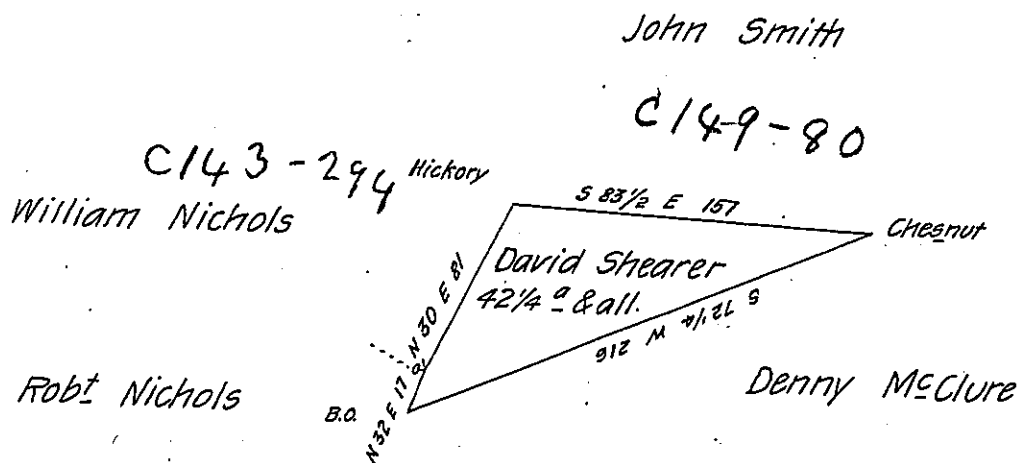 John Smith
C149-80
C143-294
Hickory
William Nichols
S 83½ E 157
Chesnut
David Shearer
42¼ a & all.
N 30 E 81
S 72¼ W 216
Robt Nichols
B.O.
N 32 E 17
Denny McClure